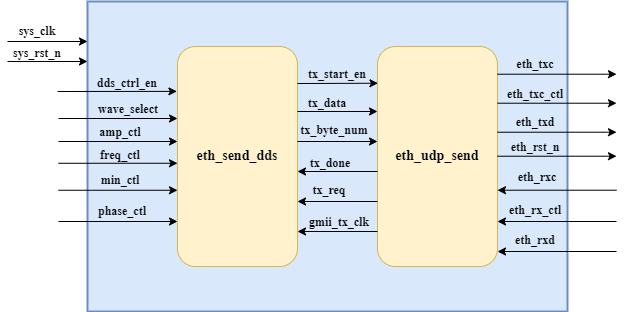 sys_clk
sys_rst_n
dds_ctrl_en
wave_select
amp_ctl
freq_ctl
min_ctl
phase_ctl
eth_send_dds
tx_start_en
tx_data
tx_byte_num
tx_done
tx_req
gmii_tx_clk
eth_udp_send
eth_txc
eth_txc_ctl
eth_txd
eth_rst_n
eth_rxc
eth_rx_ctl
eth_rxd